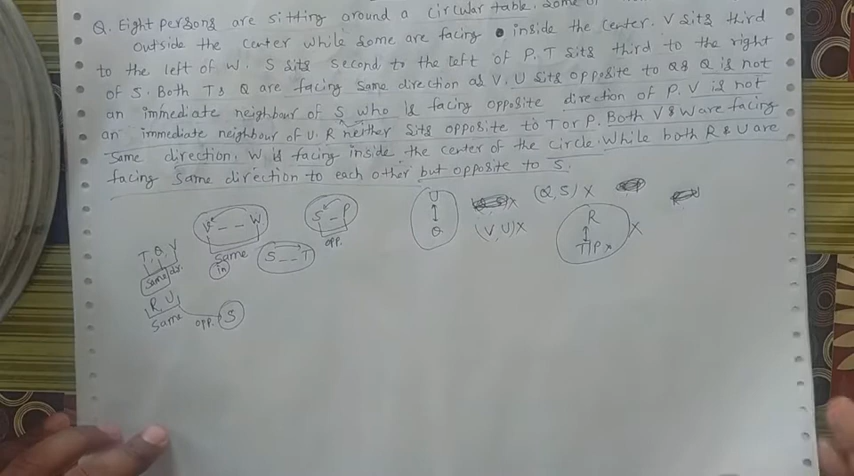 Q. Eight persons are sitting around a circular table. Some of
outside the center while some are facing inside the center. V sits third
to the left of W. S sits second to the left of P. T sits third to the right
of S. Both T & Q are facing same direction as V. U sits opposite to Q & Q is not
an immediate neighbour of S who is facing opposite direction of P. V is not
an immediate neighbour of U. R neither sits opposite to T or P. Both V & W are facing
same direction. W is facing inside the center of the circle. While both R & U are
facing same direction to each other but opposite to S.
V _ _ W
same
in
S _ P
opp.
S _ _ T
T, Q, V
same dir.
R, U
same
opp. S
U
↕
Q
(Q, S) X
(V, U) X
R
↕
T/P X
X